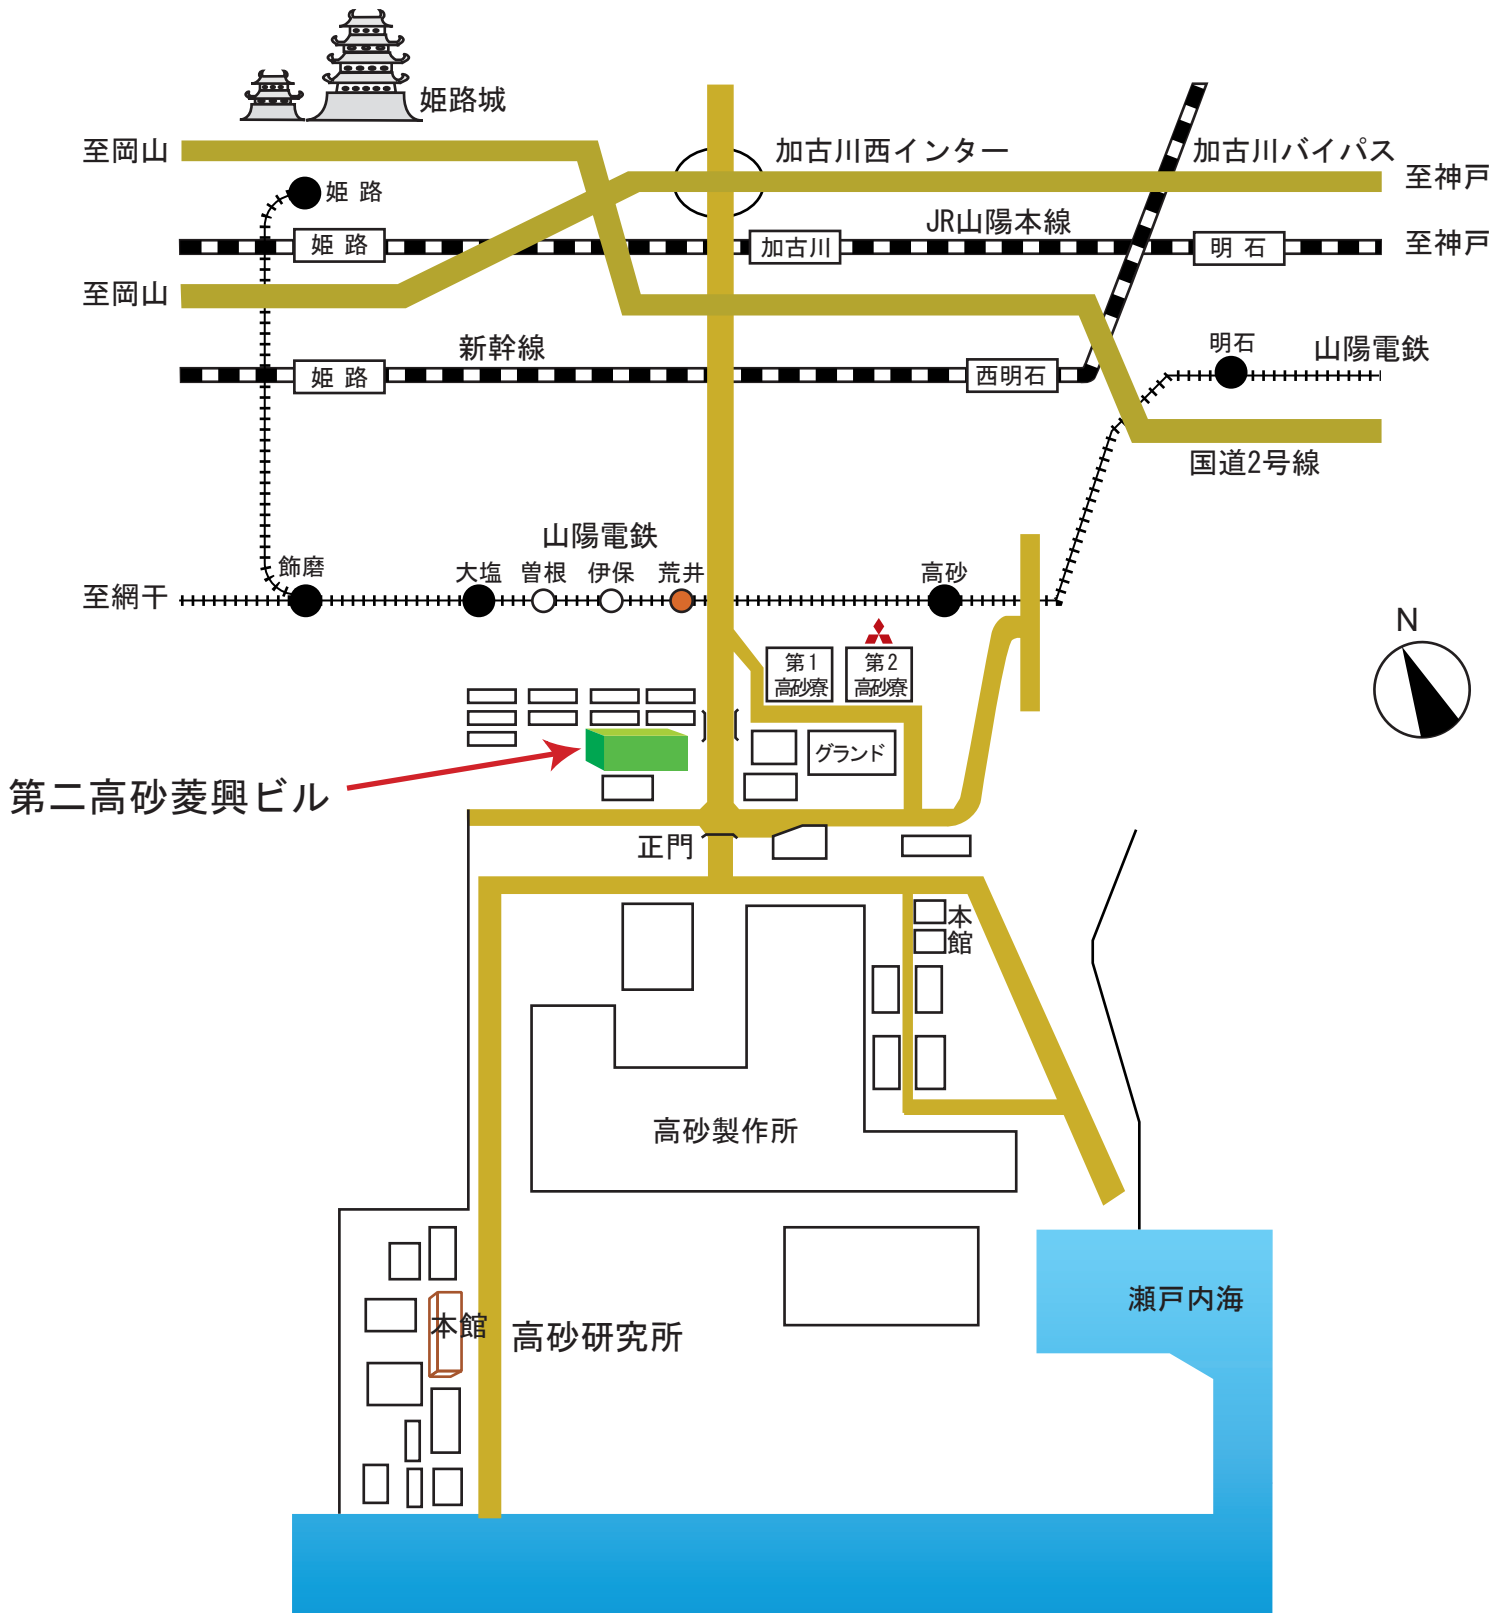 姫路城
至岡山
加古川西インター
加古川バイパス
至神戸
姫 路
JR山陽本線
姫 路
加古川
明 石
至神戸
至岡山
新幹線
明石
山陽電鉄
姫 路
西明石
国道2号線
山陽電鉄
飾磨
大塩
曽根
伊保
荒井
高砂
至網干
N
第1
高砂寮
第2
高砂寮
グランド
第二高砂菱興ビル
正門
本館
高砂製作所
瀬戸内海
本館
高砂研究所